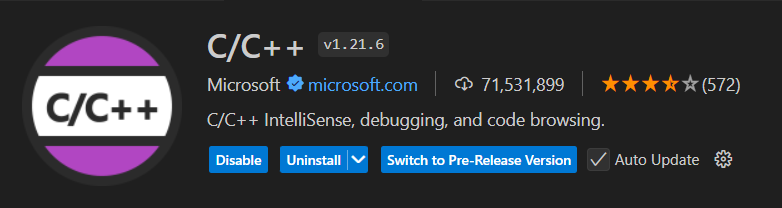 C/C++
C/C++ v1.21.6
Microsoft microsoft.com 71,531,899 (572)
C/C++ IntelliSense, debugging, and code browsing.
Disable Uninstall Switch to Pre-Release Version Auto Update